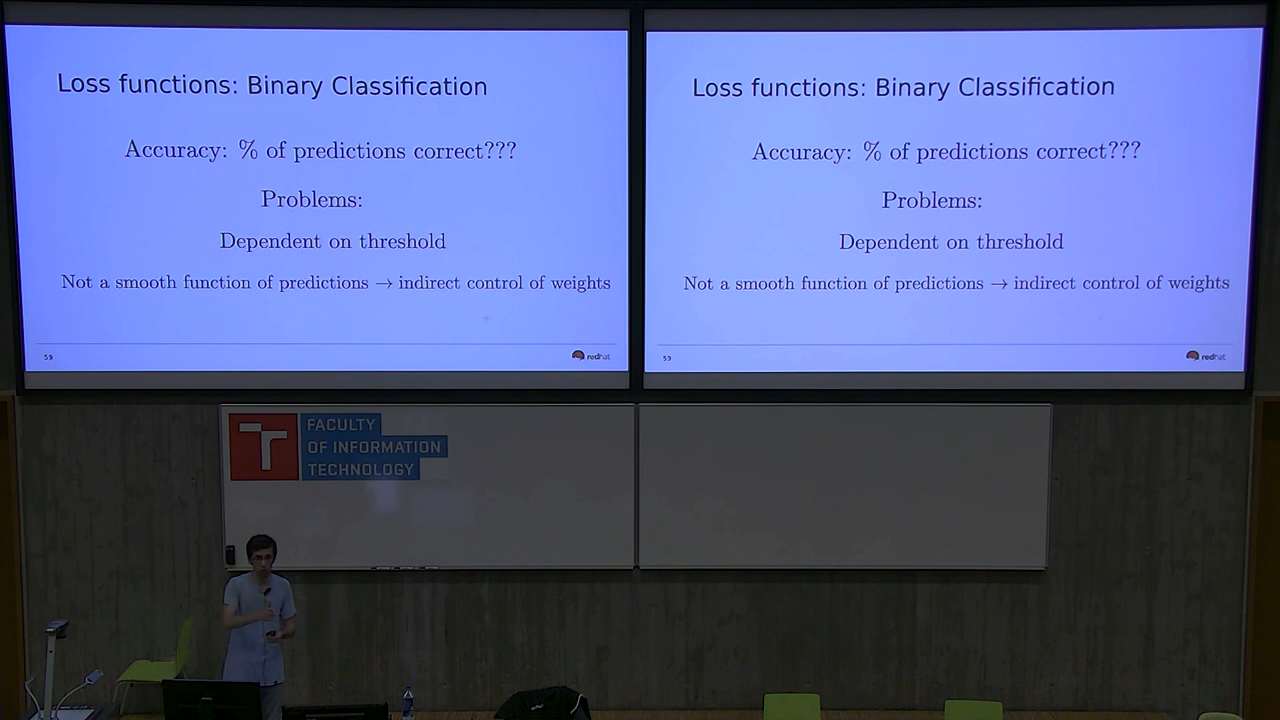 Loss functions: Binary Classification
Accuracy: % of predictions correct???
Problems:
Dependent on threshold
Not a smooth function of predictions → indirect control of weights
59
redhat
Loss functions: Binary Classification
Accuracy: % of predictions correct???
Problems:
Dependent on threshold
Not a smooth function of predictions → indirect control of weights
59
redhat
T
FACULTY
OF INFORMATION
TECHNOLOGY